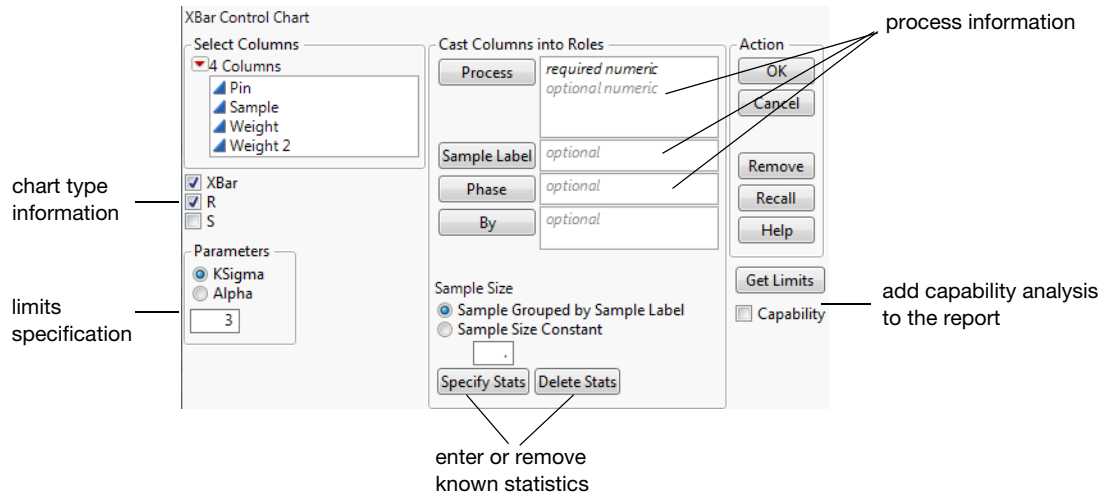 XBar Control Chart
process information
Select Columns
4 Columns
Pin
Sample
Weight
Weight 2
Cast Columns into Roles
Process
required numeric
optional numeric
Sample Label
optional
Phase
optional
By
optional
Action
OK
Cancel
Remove
Recall
Help
chart type
information
XBar
R
S
Parameters
KSigma
Alpha
3
limits
specification
Sample Size
Sample Grouped by Sample Label
Sample Size Constant
.
Specify Stats
Delete Stats
Get Limits
Capability
add capability analysis
to the report
enter or remove
known statistics